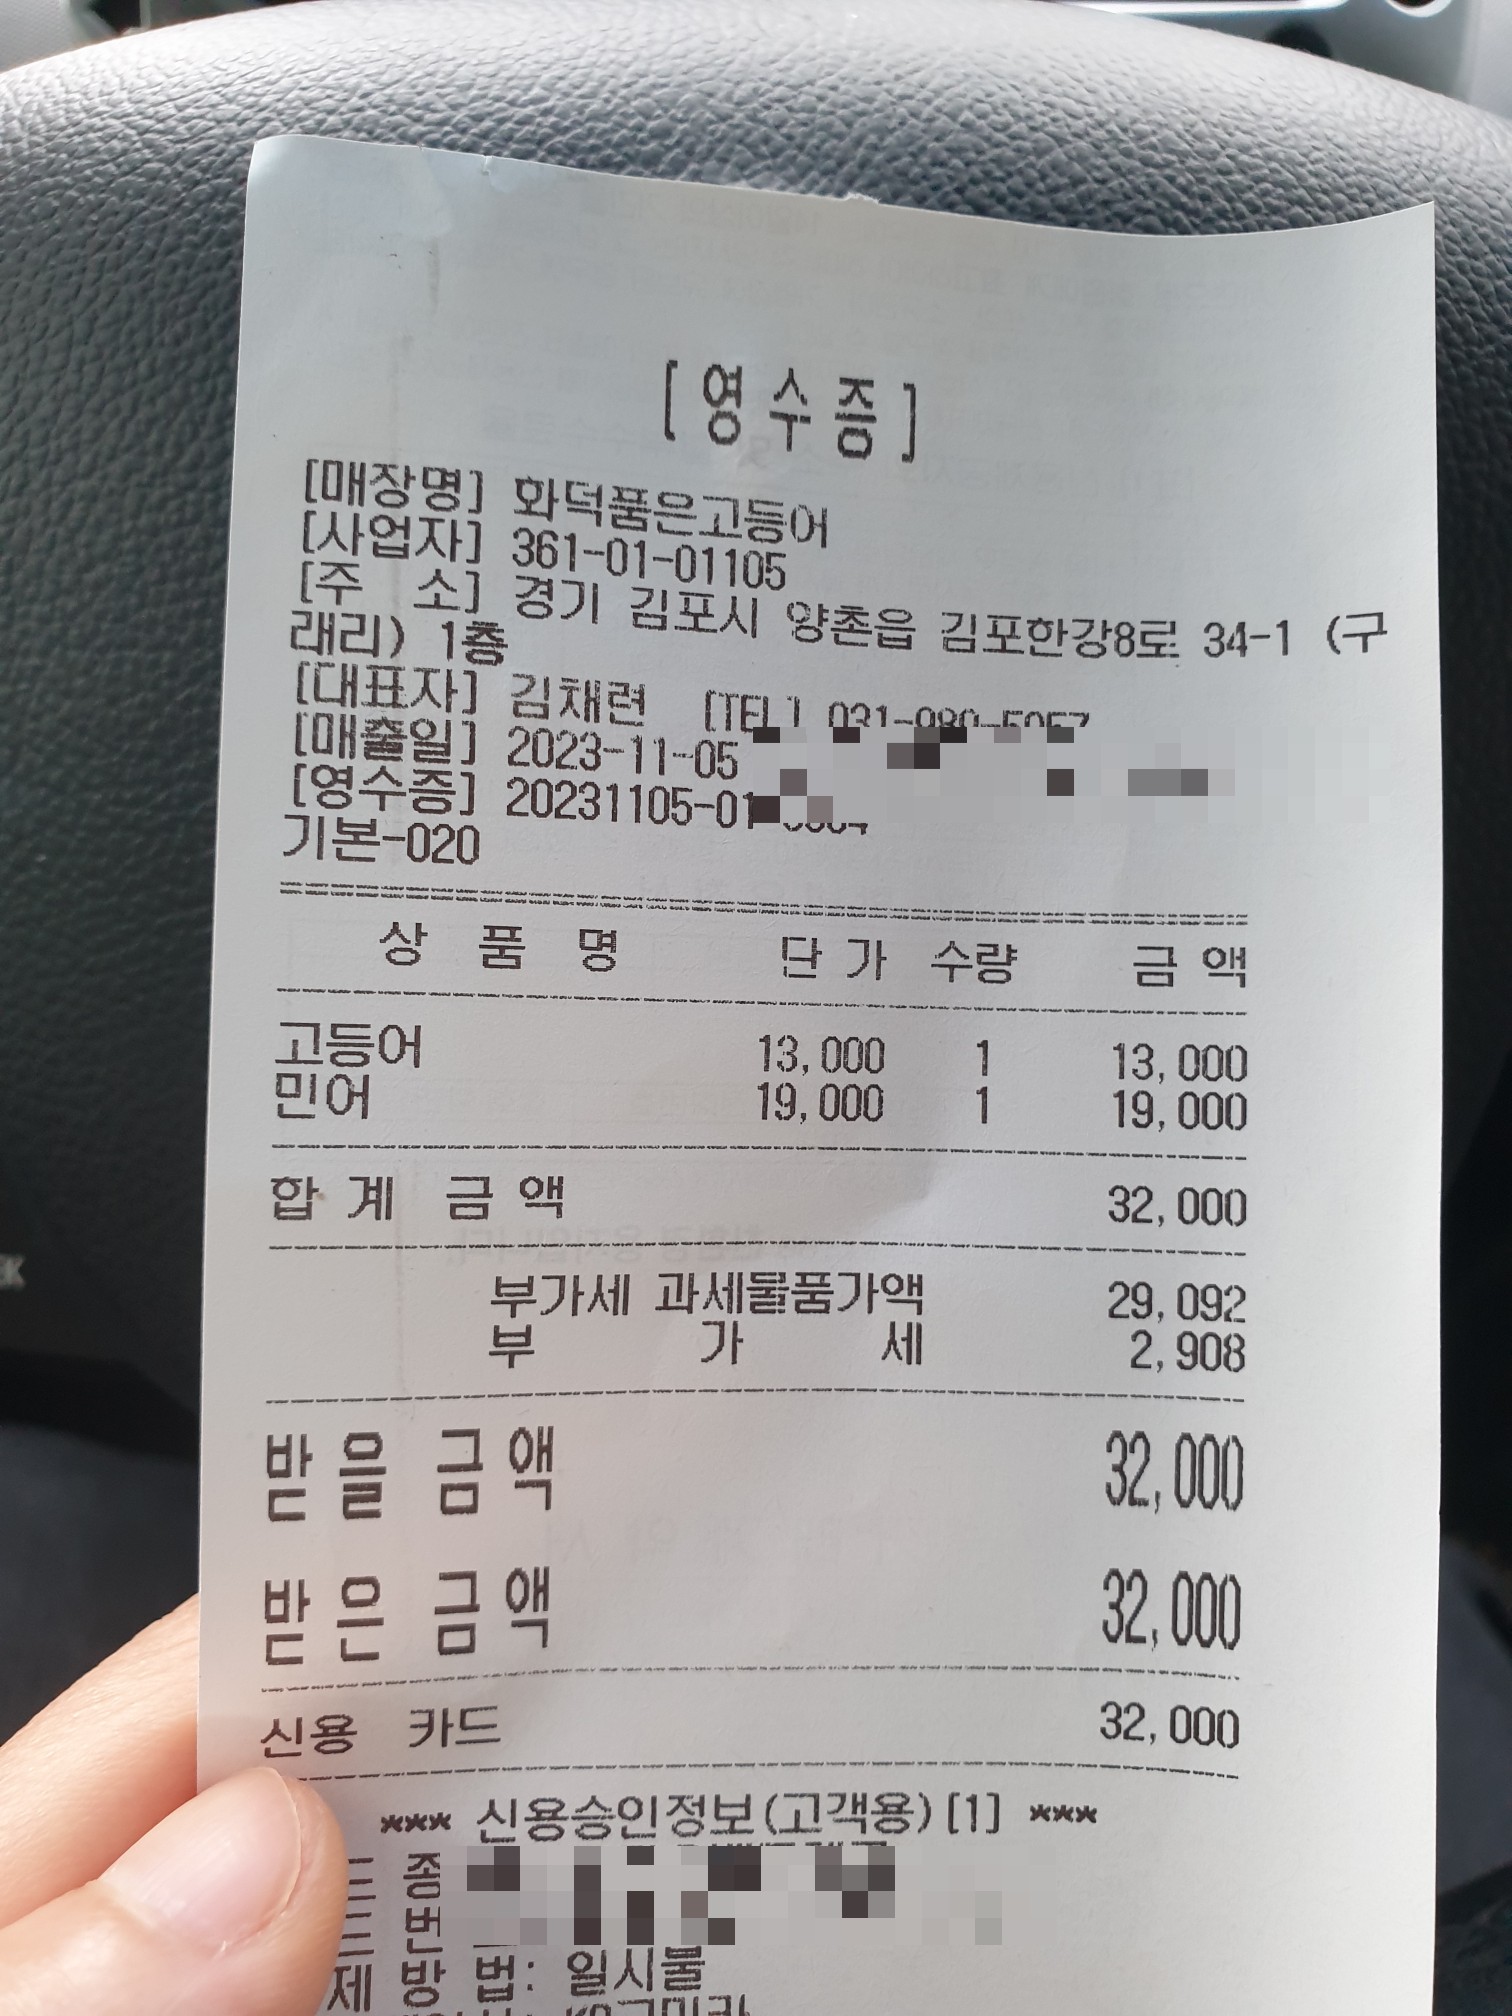 [영수증]
[매장명] 화덕품은고등어
[사업자] 361-01-01105
[주 소] 경기 김포시 양촌읍 김포한강8로 34-1 (구
래리) 1층
[대표자] 김채련 [TEL]
[매출일] 2023-11-05
[영수증] 20231105-01
기본-020
상 품 명 단 가 수량 금 액
고등어 13,000 1 13,000
민어 19,000 1 19,000
합 계 금 액 32,000
부가세 과세물품가액 29,092
부 가 세 2,908
받 을 금 액 32,000
받 은 금 액 32,000
신용 카드 32,000
*** 신용승인정보(고객용)[1] ***
종
번
제 방 법: 일시불